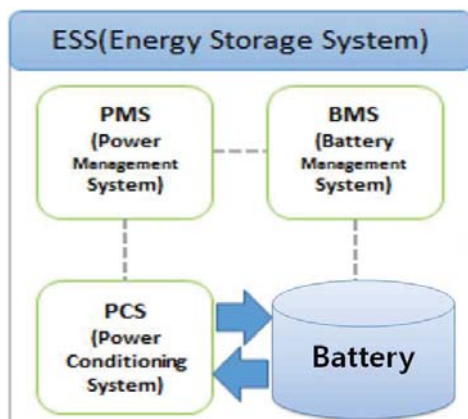 ESS(Energy Storage System)
PMS
(Power
Management
System)
BMS
(Battery
Management
System)
PCS
(Power
Conditioning
System)
Battery